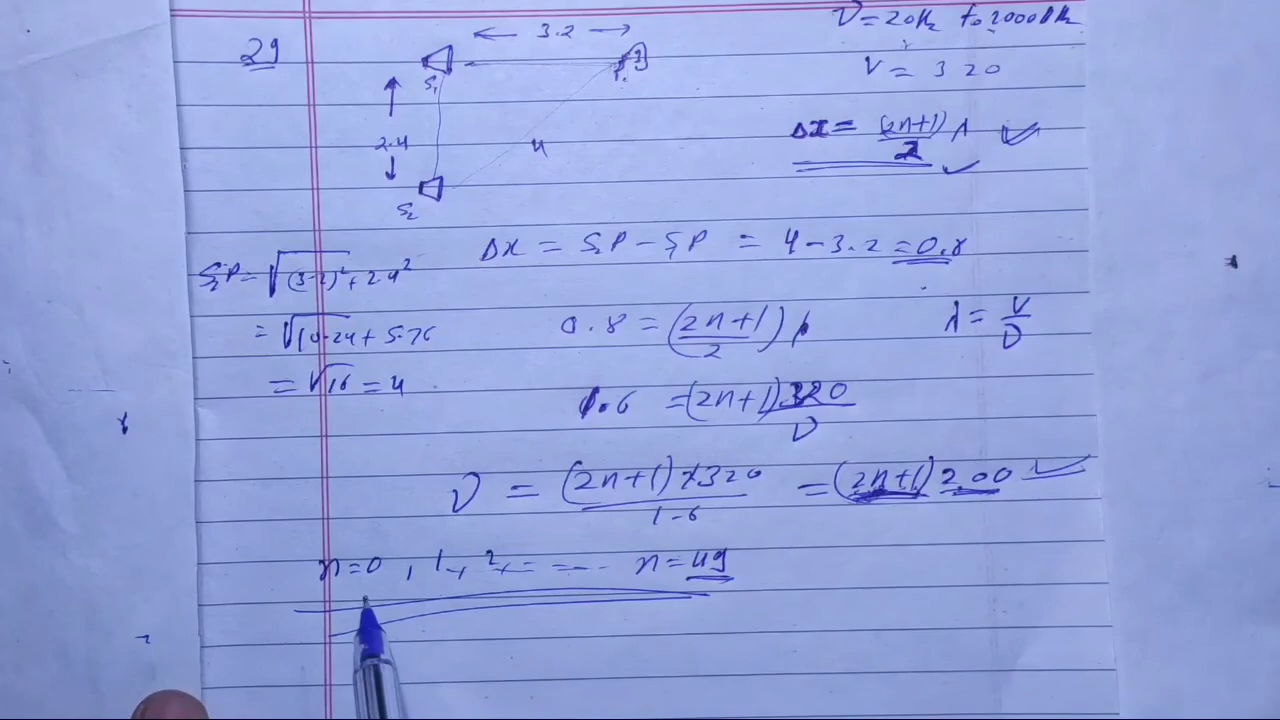 29
← 3.2 →
ν = 20Hz to 20000Hz
S₁
P.
V = 320
2.4
4
Δx = (2n+1)λ/2
S₂
Δx = S₂P - S₁P = 4 - 3.2 = 0.8
S₂P = √(3.2)² + 2.4²
= √10.24 + 5.76
= √16 = 4
0.8 = (2n+1/2)λ
λ = V/ν
1.6 = (2n+1)320/ν
ν = (2n+1)×320/1.6 = (2n+1)200
n=0, 1, 2, ---- n=49